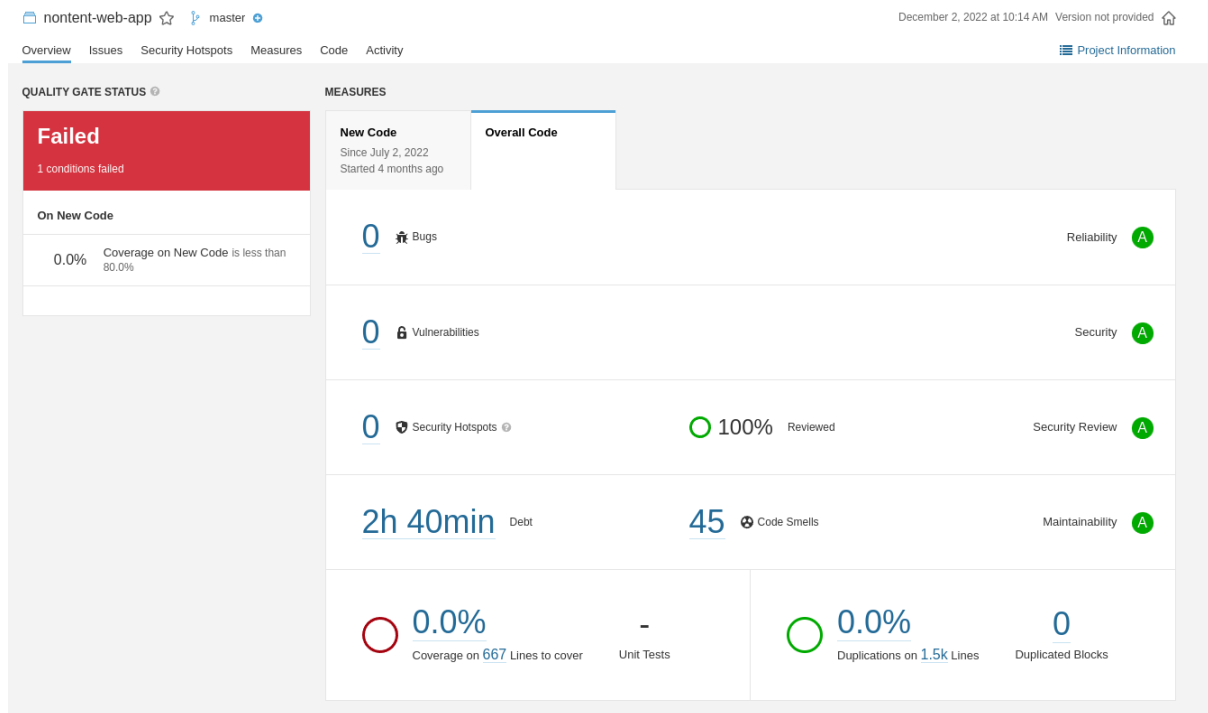 nontent-web-app master December 2, 2022 at 10:14 AM Version not provided
Overview Issues Security Hotspots Measures Code Activity Project Information
QUALITY GATE STATUS ?
Failed
1 conditions failed
On New Code
0.0% Coverage on New Code is less than
80.0%
MEASURES
New Code
Since July 2, 2022
Started 4 months ago
Overall Code
0 Bugs Reliability A
0 Vulnerabilities Security A
0 Security Hotspots ? 100% Reviewed Security Review A
2h 40min Debt 45 Code Smells Maintainability A
0.0%
Coverage on 667 Lines to cover
-
Unit Tests
0.0%
Duplications on 1.5k Lines
0
Duplicated Blocks